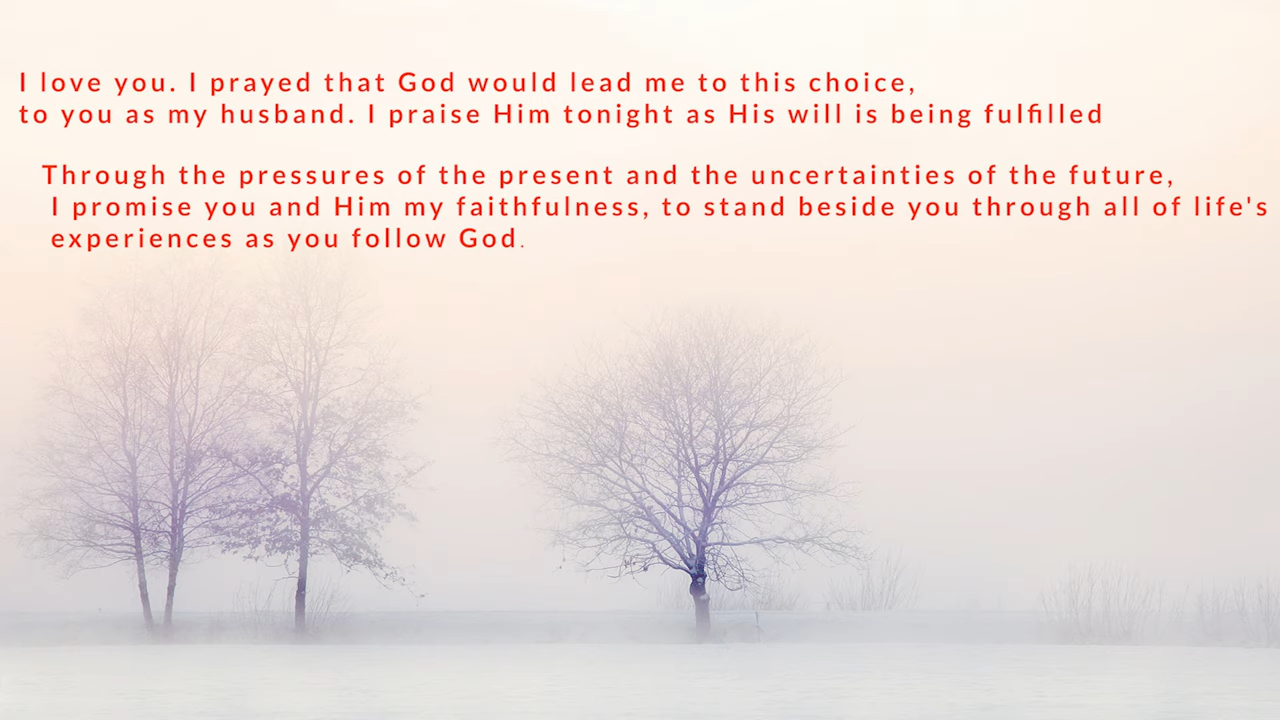 I love you. I prayed that God would lead me to this choice,
to you as my husband. I praise Him tonight as His will is being fulfilled
Through the pressures of the present and the uncertainties of the future,
I promise you and Him my faithfulness, to stand beside you through all of life's
experiences as you follow God.